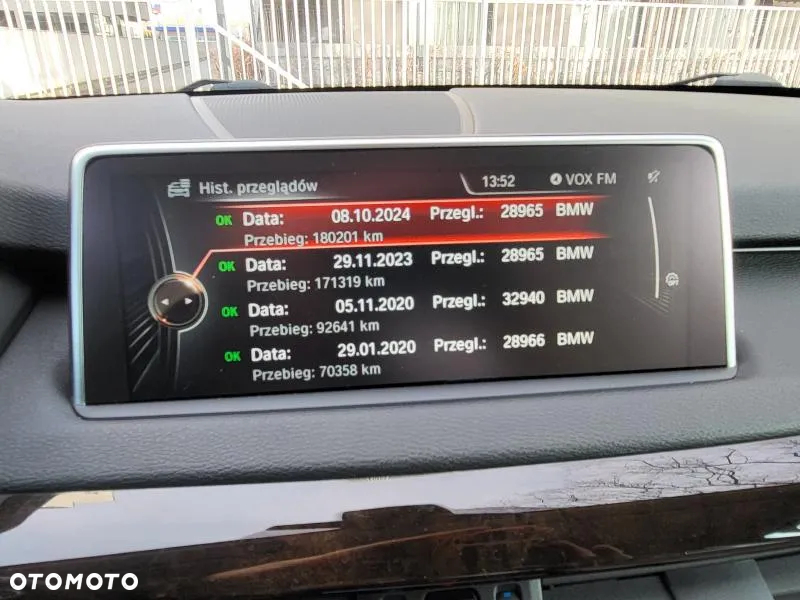 Hist. przeglądów 13:52 VOX FM
OK Data: 08.10.2024 Przegl.: 28965 BMW
Przebieg: 180201 km
OK Data: 29.11.2023 Przegl.: 28965 BMW
Przebieg: 171319 km
OK Data: 05.11.2020 Przegl.: 32940 BMW
Przebieg: 92641 km
OK Data: 29.01.2020 Przegl.: 28966 BMW
Przebieg: 70358 km
OTOMOTO